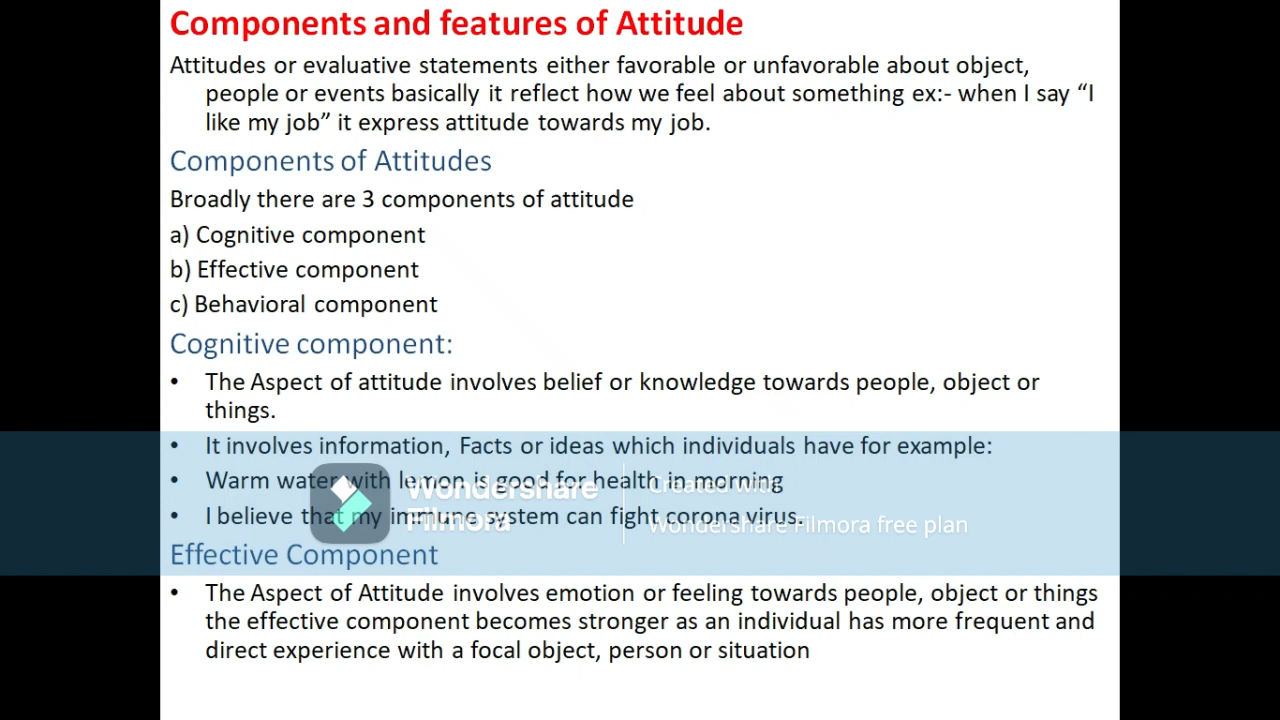 Components and features of Attitude
Attitudes or evaluative statements either favorable or unfavorable about object,
people or events basically it reflect how we feel about something ex:- when I say “I
like my job” it express attitude towards my job.
Components of Attitudes
Broadly there are 3 components of attitude
a) Cognitive component
b) Effective component
c) Behavioral component
Cognitive component:
• The Aspect of attitude involves belief or knowledge towards people, object or
things.
• It involves information, Facts or ideas which individuals have for example:
• Warm water with lemon is good for health in morning
• I believe that my immune system can fight corona virus.
Wondershare
Filmora
Created with
Wondershare Filmora free plan
Effective Component
• The Aspect of Attitude involves emotion or feeling towards people, object or things
the effective component becomes stronger as an individual has more frequent and
direct experience with a focal object, person or situation